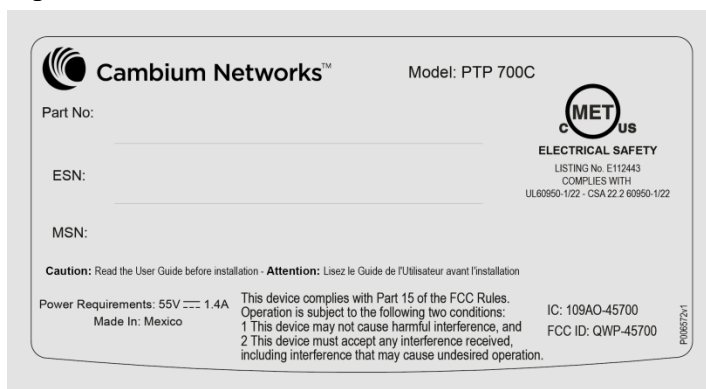 Cambium Networks™
Model: PTP 700C
Part No:
MET
C US
ELECTRICAL SAFETY
LISTING No. E112443
COMPLIES WITH
UL60950-1/22 - CSA 22.2 60950-1/22
ESN:
MSN:
Caution: Read the User Guide before installation - Attention: Lisez le Guide de l'Utilisateur avant l'installation
Power Requirements: 55V ⎓ 1.4A
Made In: Mexico
This device complies with Part 15 of the FCC Rules.
Operation is subject to the following two conditions:
1 This device may not cause harmful interference, and
2 This device must accept any interference received,
including interference that may cause undesired operation.
IC: 109AO-45700
FCC ID: QWP-45700
P006572v1